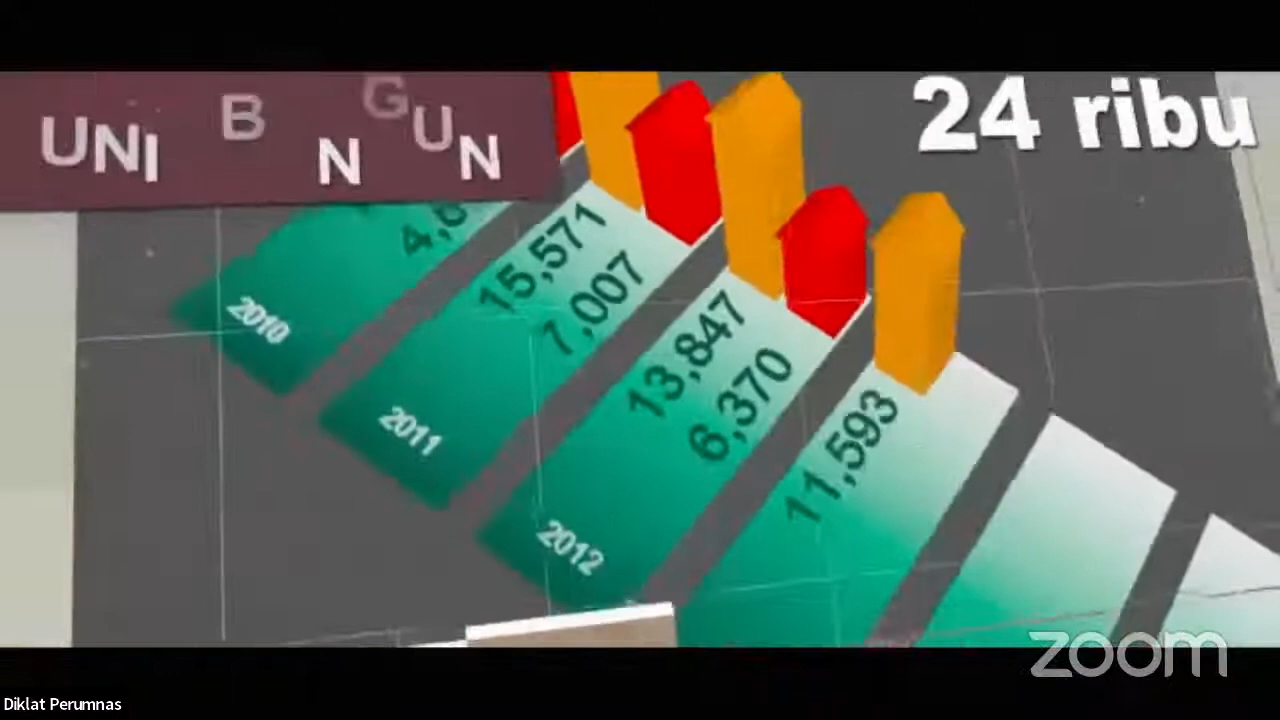 UNI B N GUN
24 ribu
2010
15,571
7,007
2011
13,847
6,370
2012
11,593
zoom
Diklat Perumnas